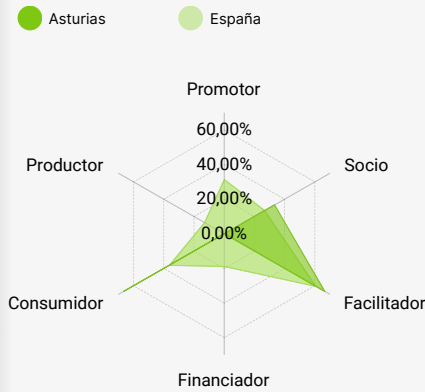 Asturias
España
Promotor
60,00%
Productor
40,00%
Socio
20,00%
0,00%
Consumidor
Facilitador
Financiador